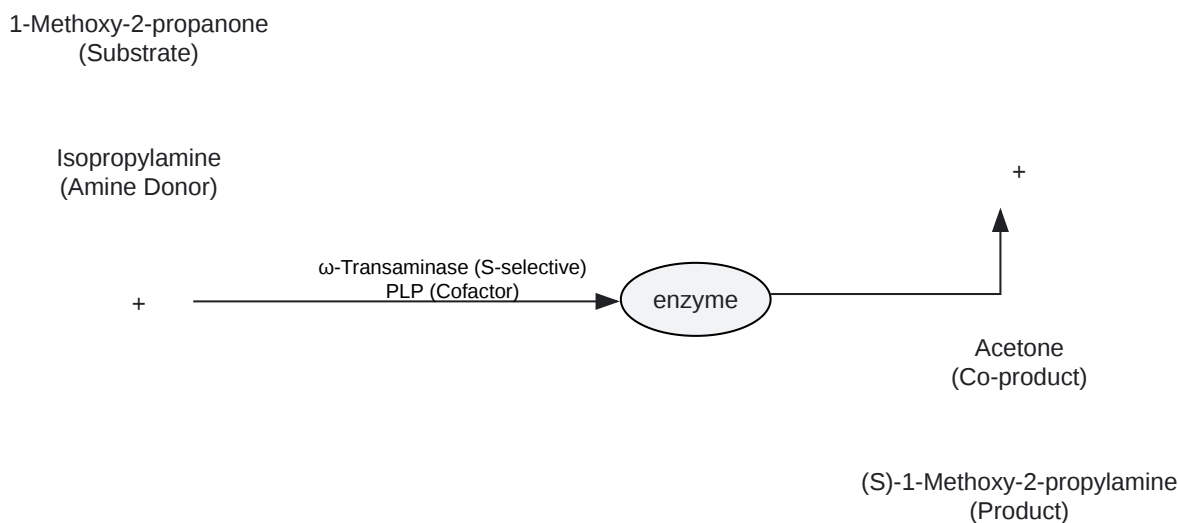 1-Methoxy-2-propanone
(Substrate)
Isopropylamine
(Amine Donor)
+
ω-Transaminase (S-selective)
PLP (Cofactor)
+
enzyme
Acetone
(Co-product)
(S)-1-Methoxy-2-propylamine
(Product)